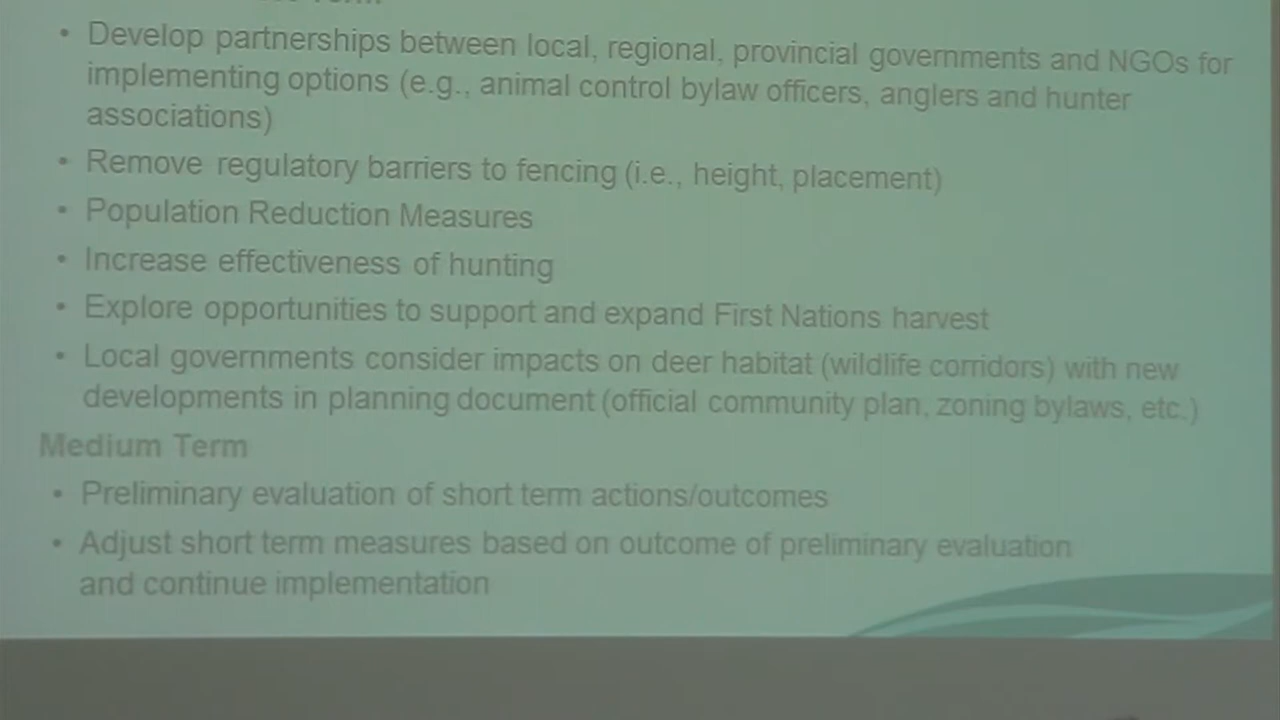 • Develop partnerships between local, regional, provincial governments and NGOs for
implementing options (e.g., animal control bylaw officers, anglers and hunter
associations)
• Remove regulatory barriers to fencing (i.e., height, placement)
• Population Reduction Measures
• Increase effectiveness of hunting
• Explore opportunities to support and expand First Nations harvest
• Local governments consider impacts on deer habitat (wildlife corridors) with new
developments in planning document (official community plan, zoning bylaws, etc.)
Medium Term
• Preliminary evaluation of short term actions/outcomes
• Adjust short term measures based on outcome of preliminary evaluation
and continue implementation